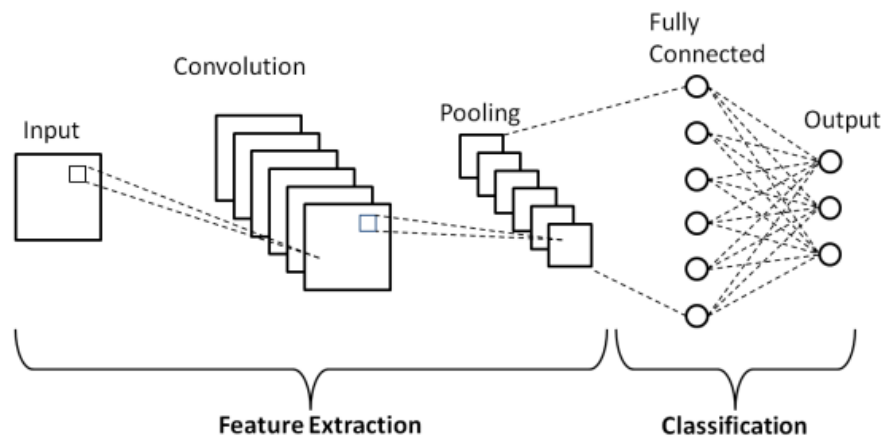 Input
Convolution
Pooling
Fully
Connected
Output
Feature Extraction
Classification